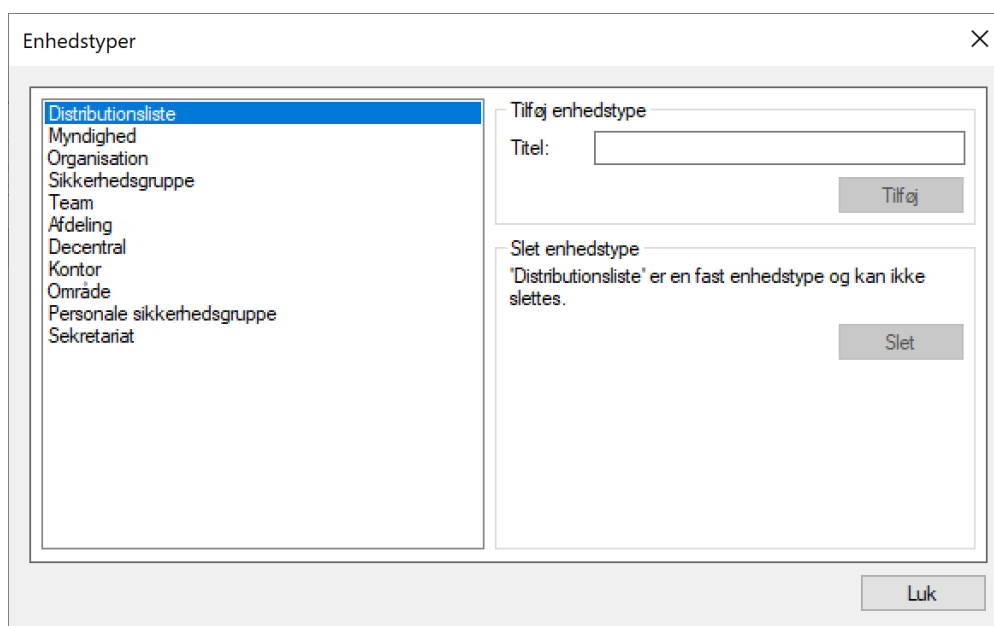 Enhedstyper
Distributionsliste
Myndighed
Organisation
Sikkerhedsgruppe
Team
Afdeling
Decentral
Kontor
Område
Personale sikkerhedsgruppe
Sekretariat
Tilføj enhedstype
Titel:
Tilføj
Slet enhedstype
'Distributionsliste' er en fast enhedstype og kan ikke
slettes.
Slet
Luk